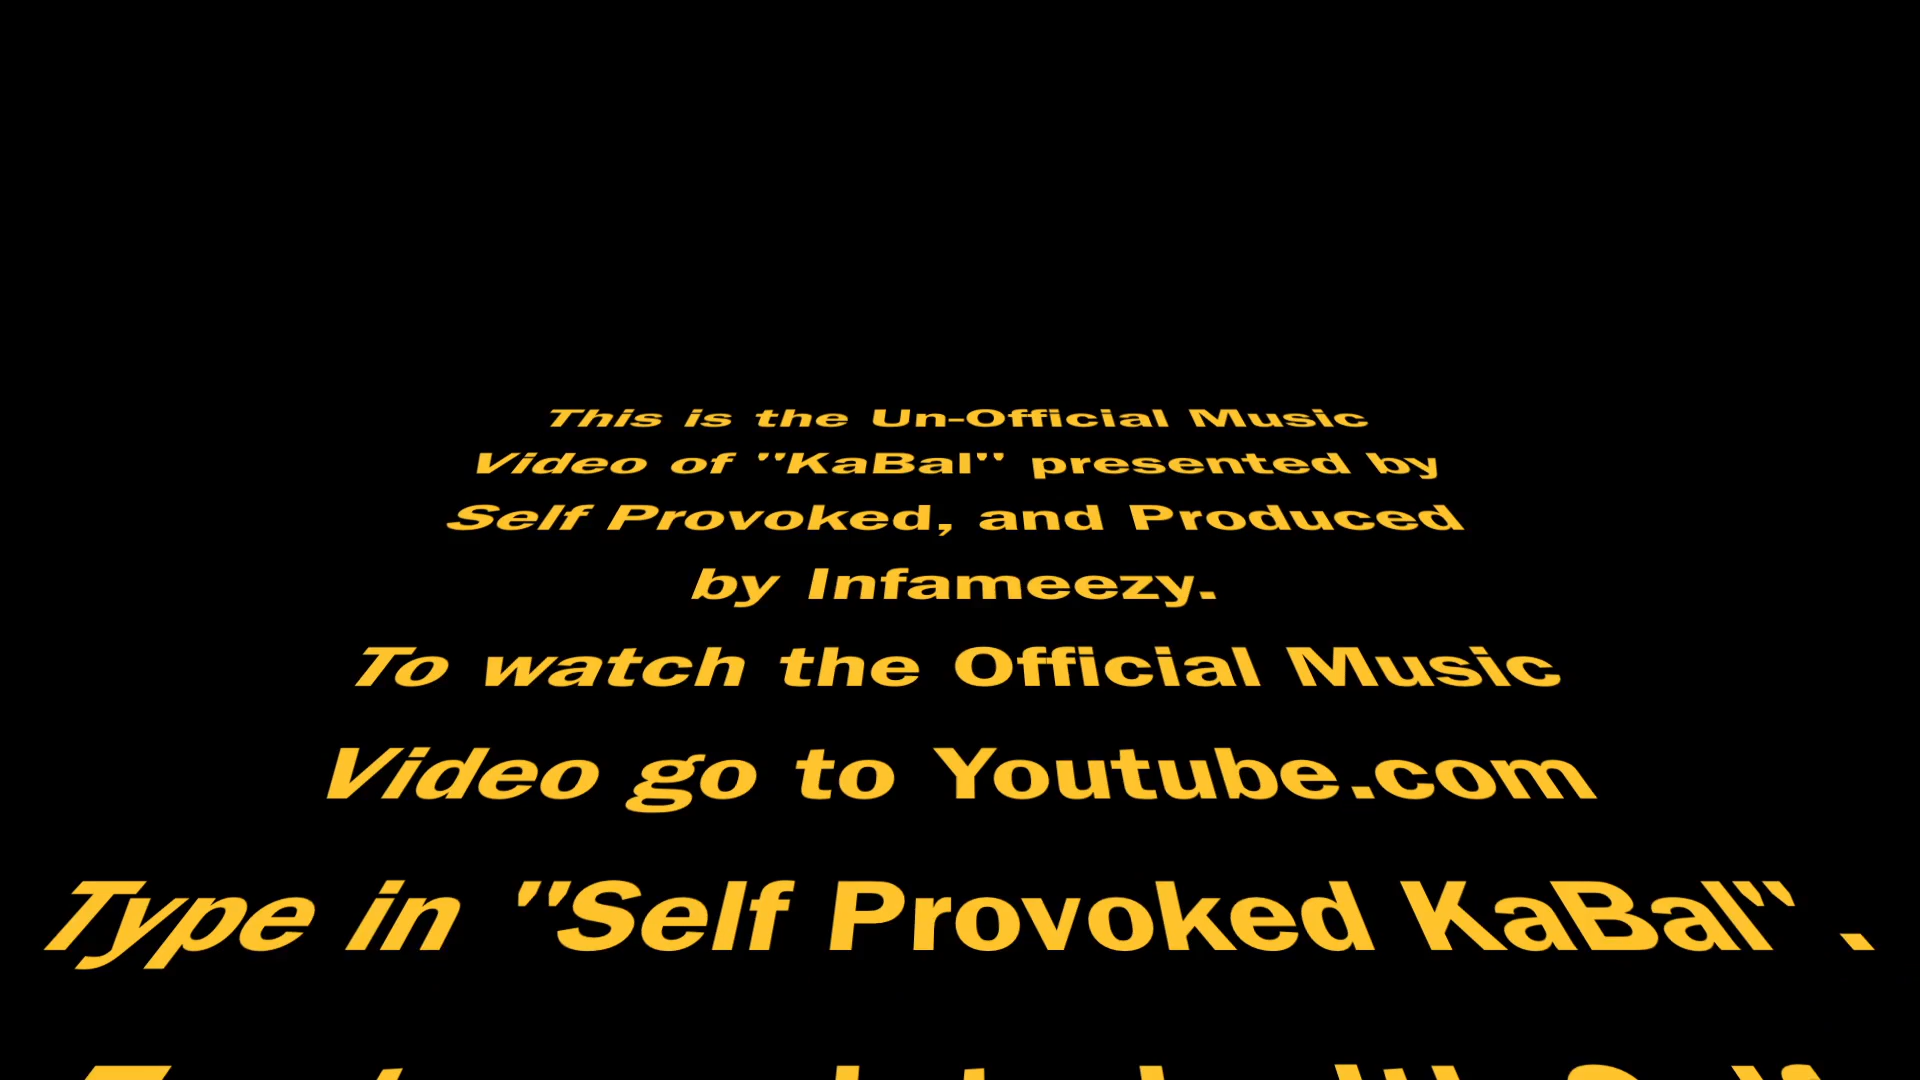 This is the Un-Official Music
Video of "KaBal" presented by
Self Provoked, and Produced
by Infameezy.
To watch the Official Music
Video go to Youtube.com
Type in "Self Provoked KaBal" .